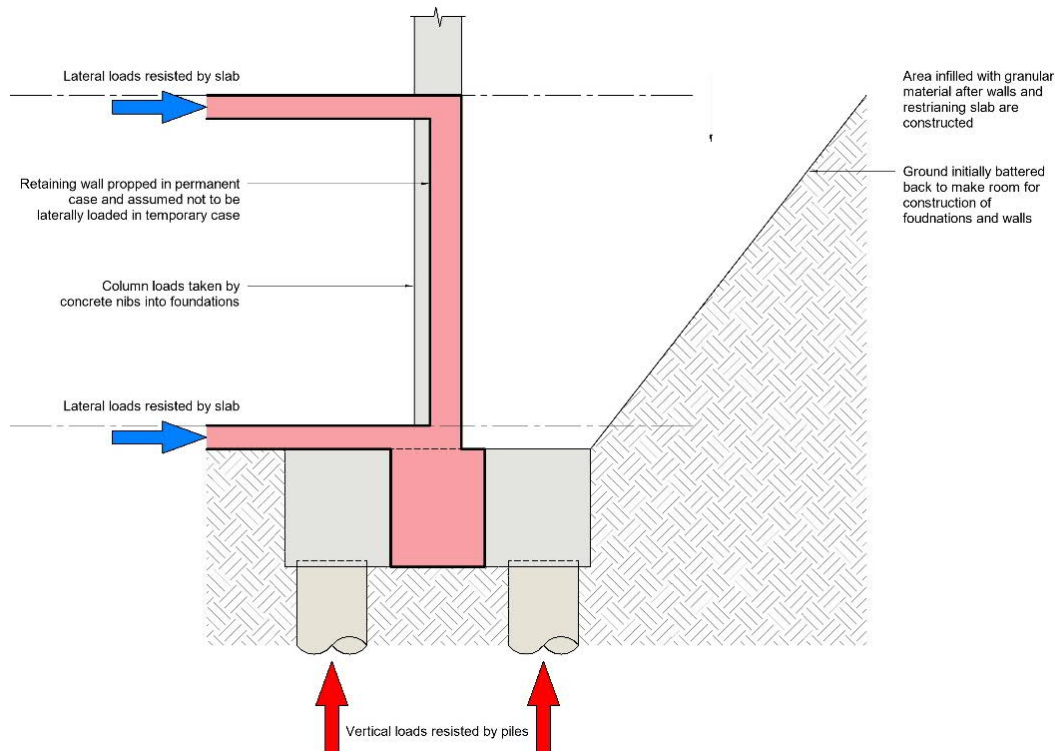 Lateral loads resisted by slab
Area infilled with granular
material after walls and
restrianing slab are
constructed
Retaining wall propped in permanent
case and assumed not to be
laterally loaded in temporary case
Ground initially battered
back to make room for
construction of
foudnations and walls
Column loads taken by
concrete nibs into foundations
Lateral loads resisted by slab
Vertical loads resisted by piles